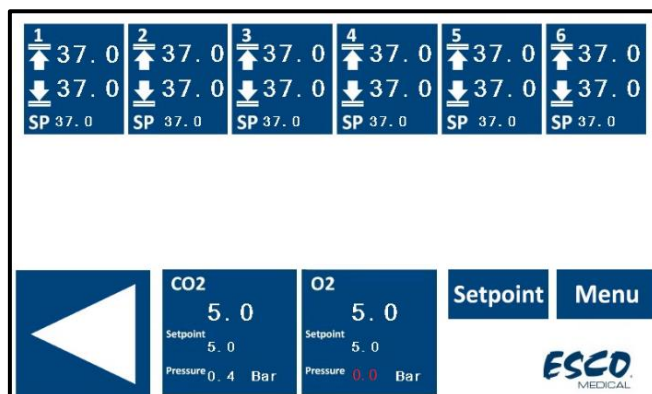 1 2 3 4 5 6
37.0 37.0 37.0 37.0 37.0 37.0
37.0 37.0 37.0 37.0 37.0 37.0
SP 37.0 SP 37.0 SP 37.0 SP 37.0 SP 37.0 SP 37.0
CO2
5.0
Setpoint
5.0
Pressure 0.4 Bar
O2
5.0
Setpoint
5.0
Pressure 0.0 Bar
Setpoint
Menu
ESCO
MEDICAL